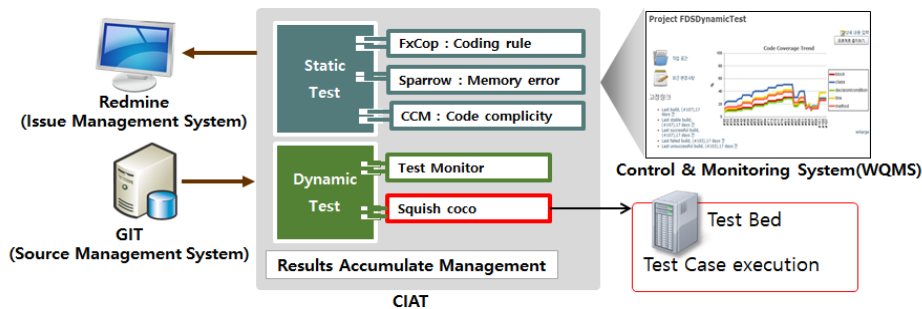 Redmine
(Issue Management System)
GIT
(Source Management System)
Static
Test
FxCop : Coding rule
Sparrow : Memory error
CCM : Code complicity
Dynamic
Test
Test Monitor
Squish coco
Results Accumulate Management
CIAT
Project FDSDynamicTest
Code Coverage Trend
Control & Monitoring System(WQMS)
Test Bed
Test Case execution